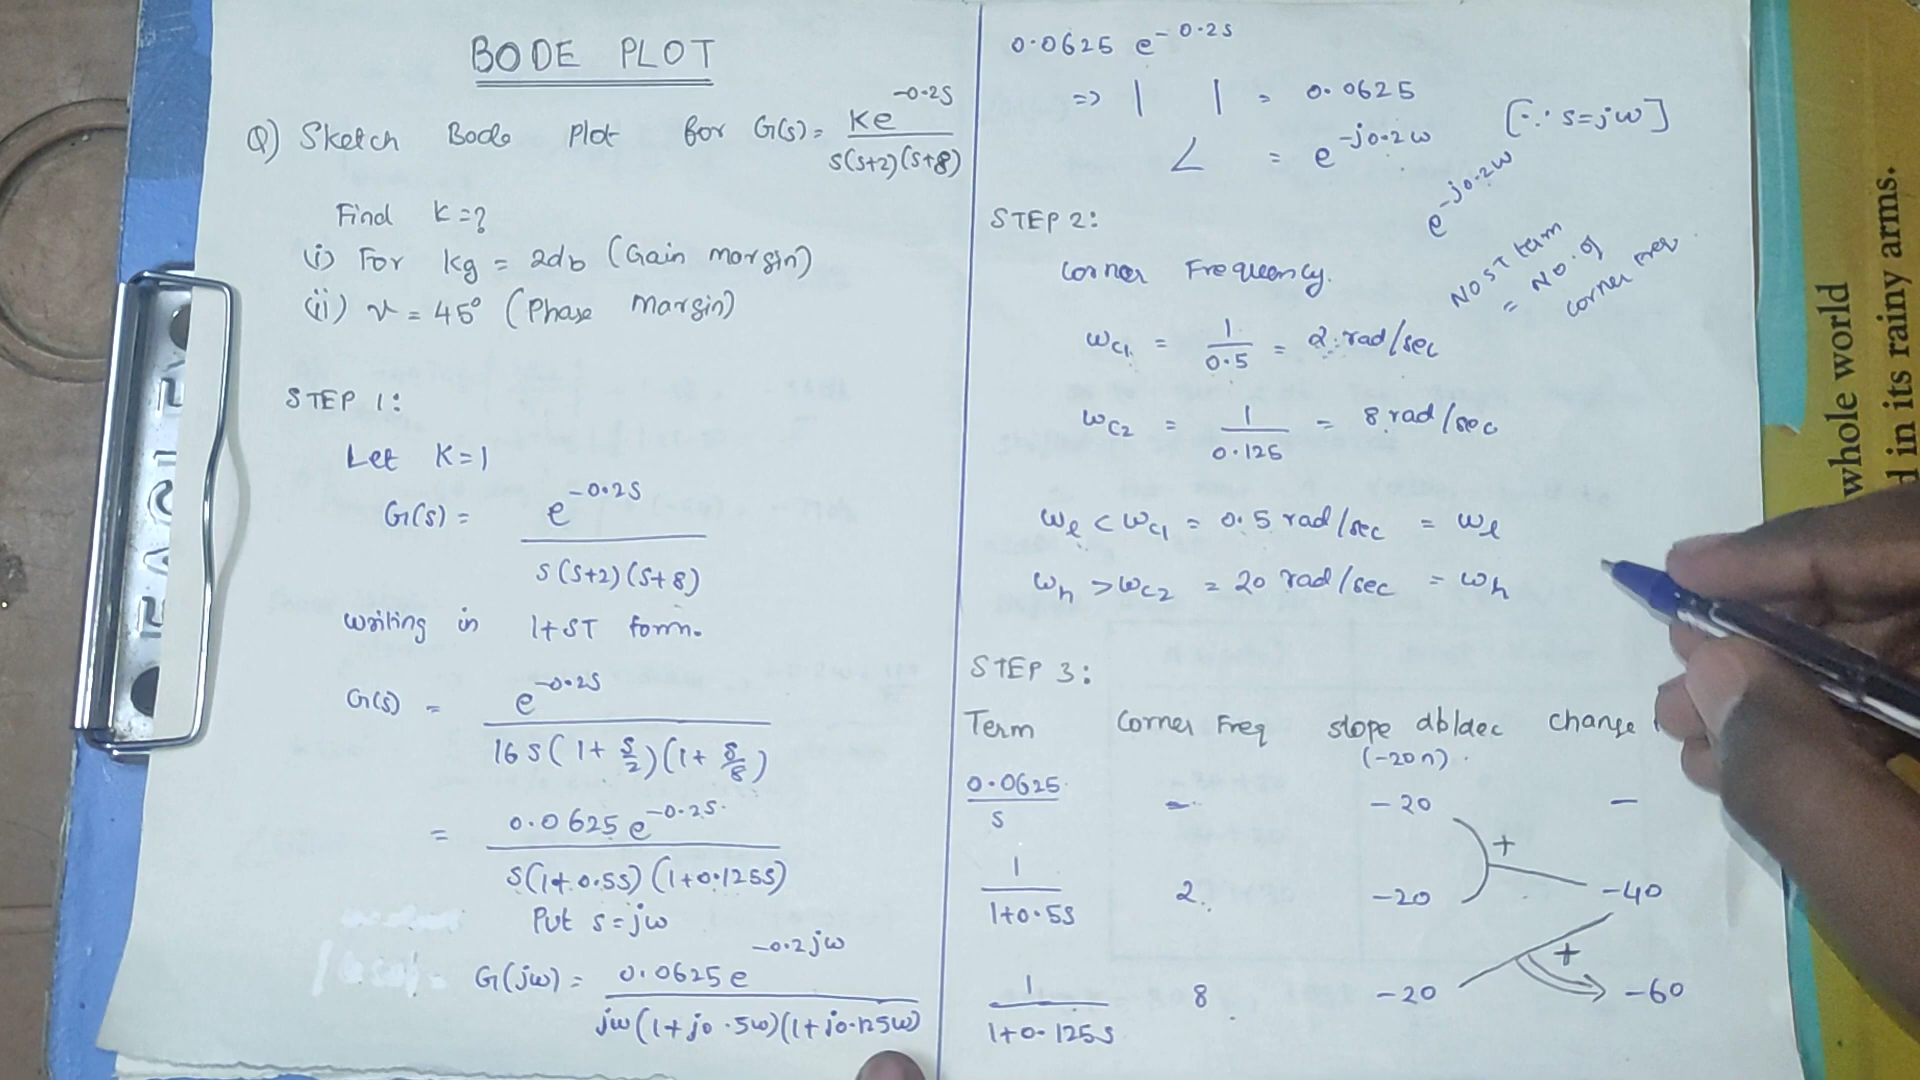 BODE PLOT
Q) Sketch Bode Plot for G(s) = Ke^-0.2s / s(s+2)(s+8)
Find K = ?
(i) For kg = 2db (Gain Margin)
(ii) γ = 45° (Phase Margin)
STEP 1:
Let K=1
G(s) = e^-0.2s / s(s+2)(s+8)
writing in 1+ST form.
G(s) = e^-0.2s / 16 s(1 + s/2)(1 + s/8)
= 0.0625 e^-0.2s / s(1+0.5s)(1+0.125s)
Put s=jω
G(jω) = 0.0625 e^-0.2jω / jω(1+j0.5ω)(1+j0.125ω)
0.0625 e^-0.2s
=> | | = 0.0625
∠ = e^-j0.2ω [∵ s=jω]
e^-j0.2ω
No ST term
= No. of
corner freq
STEP 2:
Corner Frequency.
ωc1 = 1/0.5 = 2 rad/sec
ωc2 = 1/0.125 = 8 rad/sec
ωl < ωc1 = 0.5 rad/sec = ωl
ωh > ωc2 = 20 rad/sec = ωh
STEP 3:
Term Corner Freq slope db/dec change
(-20n)
0.0625/s - -20 -
+
1/1+0.5s 2 -20 -40
+
1/1+0.125s 8 -20 -60
whole world
d in its rainy arms.